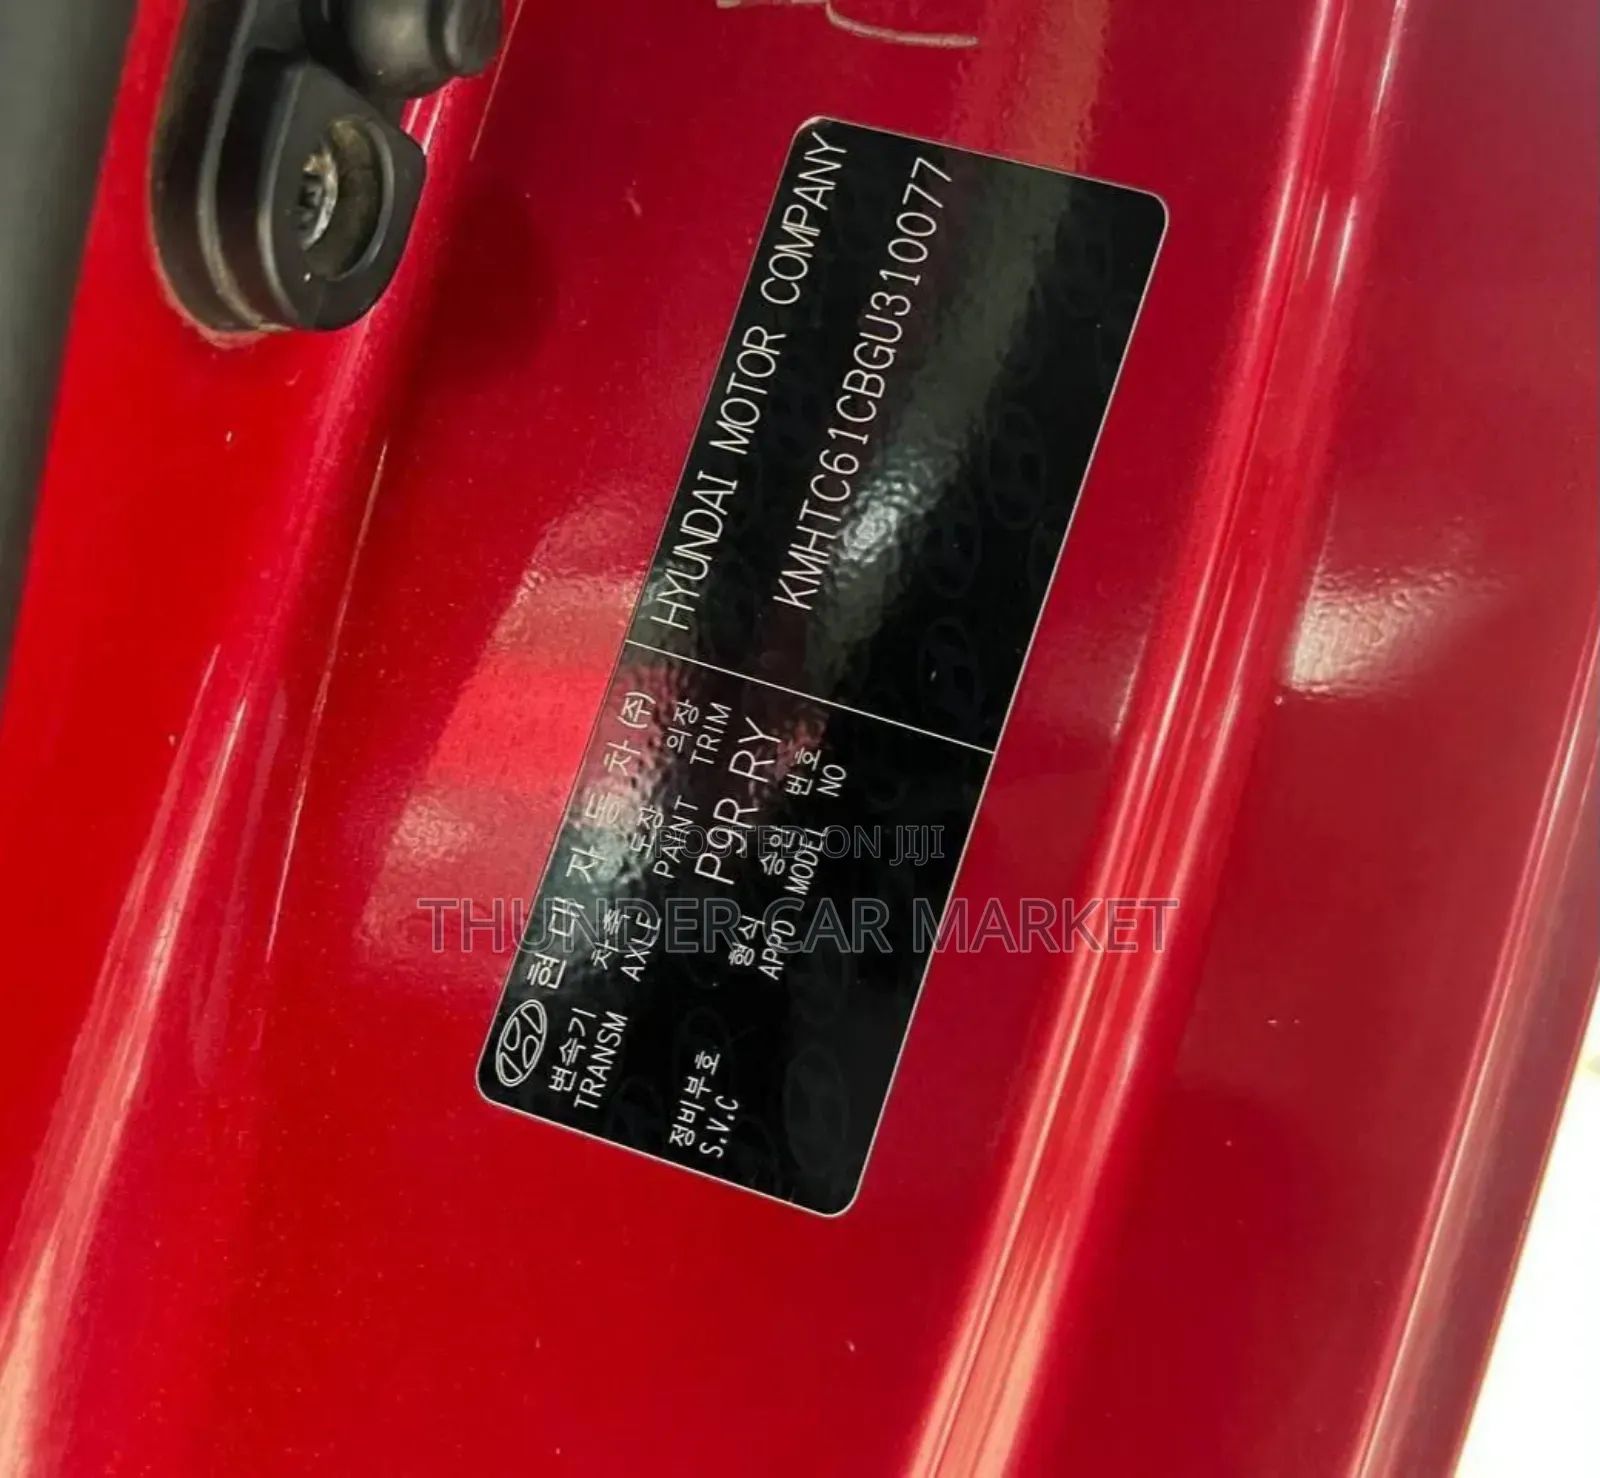 현대자동차(주)
HYUNDAI MOTOR COMPANY
변속기 차축 도장 의장
TRANSM AXLE PAINT TRIM
KMHTC61CBGU310077
P9R RY
정비부호 형식 승인 번호
S.V.C APPD MODEL NO
POSTED ON JIJI
THUNDER CAR MARKET